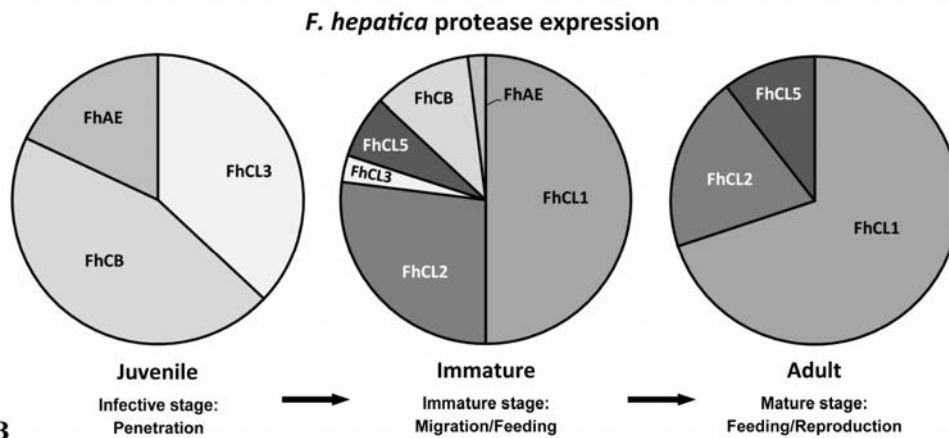 F. hepatica protease expression
FhAE
FhCL3
FhCB
FhCB
FhAE
FhCL5
FhCL3
FhCL1
FhCL2
FhCL5
FhCL2
FhCL1
Juvenile
Infective stage:
Penetration
Immature
Immature stage:
Migration/Feeding
Adult
Mature stage:
Feeding/Reproduction